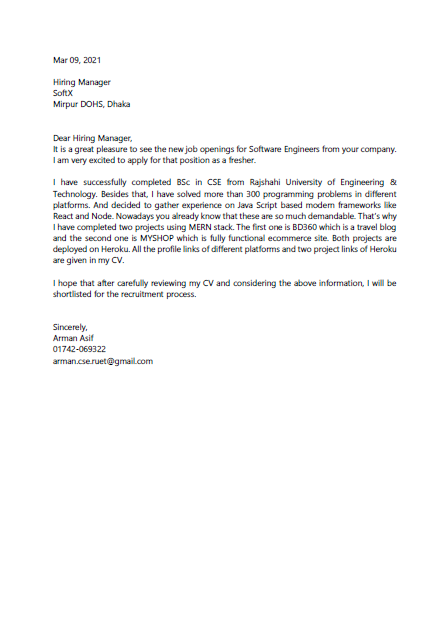 Mar 09, 2021
Hiring Manager
SoftX
Mirpur DOHS, Dhaka
Dear Hiring Manager,
It is a great pleasure to see the new job openings for Software Engineers from your company.
I am very excited to apply for that position as a fresher.
I have successfully completed BSc in CSE from Rajshahi University of Engineering &
Technology. Besides that, I have solved more than 300 programming problems in different
platforms. And decided to gather experience on Java Script based modern frameworks like
React and Node. Nowadays you already know that these are so much demandable. That's why
I have completed two projects using MERN stack. The first one is BD360 which is a travel blog
and the second one is MYSHOP which is fully functional ecommerce site. Both projects are
deployed on Heroku. All the profile links of different platforms and two project links of Heroku
are given in my CV.
I hope that after carefully reviewing my CV and considering the above information, I will be
shortlisted for the recruitment process.
Sincerely,
Arman Asif
01742-069322
arman.cse.ruet@gmail.com